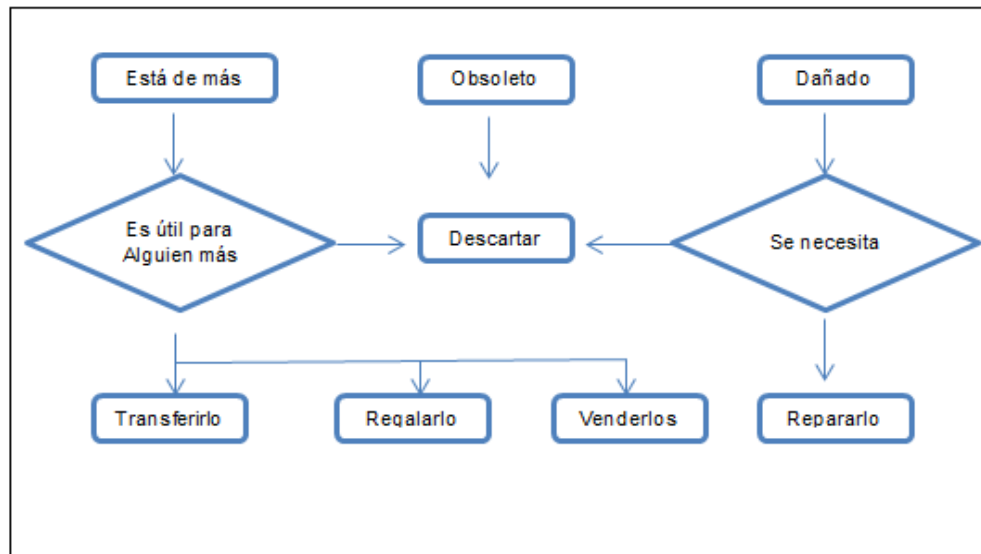 Está de más
Obsoleto
Dañado
Es útil para
Alguien más
Descartar
Se necesita
Transferirlo
Regalarlo
Venderlos
Repararlo